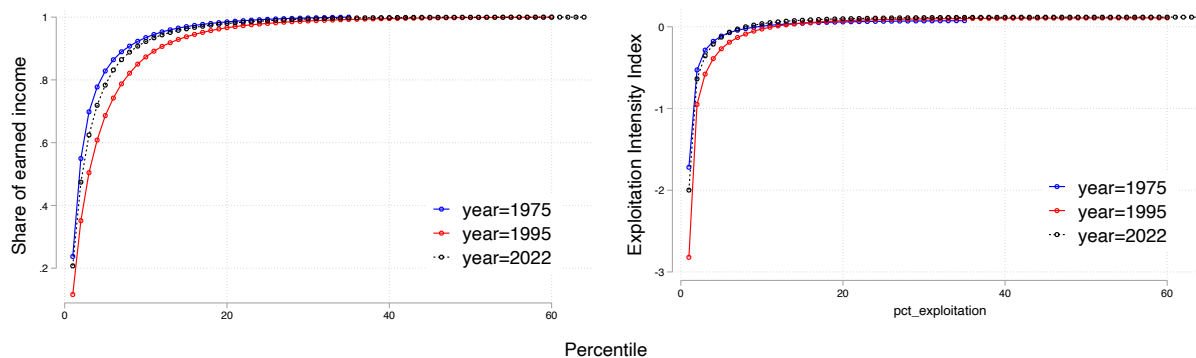 Share of earned income
1
.8
.6
.4
.2
0
20
40
60
year=1975
year=1995
year=2022
Exploitation Intensity Index
0
-1
-2
-3
0
20
40
60
pct_exploitation
year=1975
year=1995
year=2022
Percentile